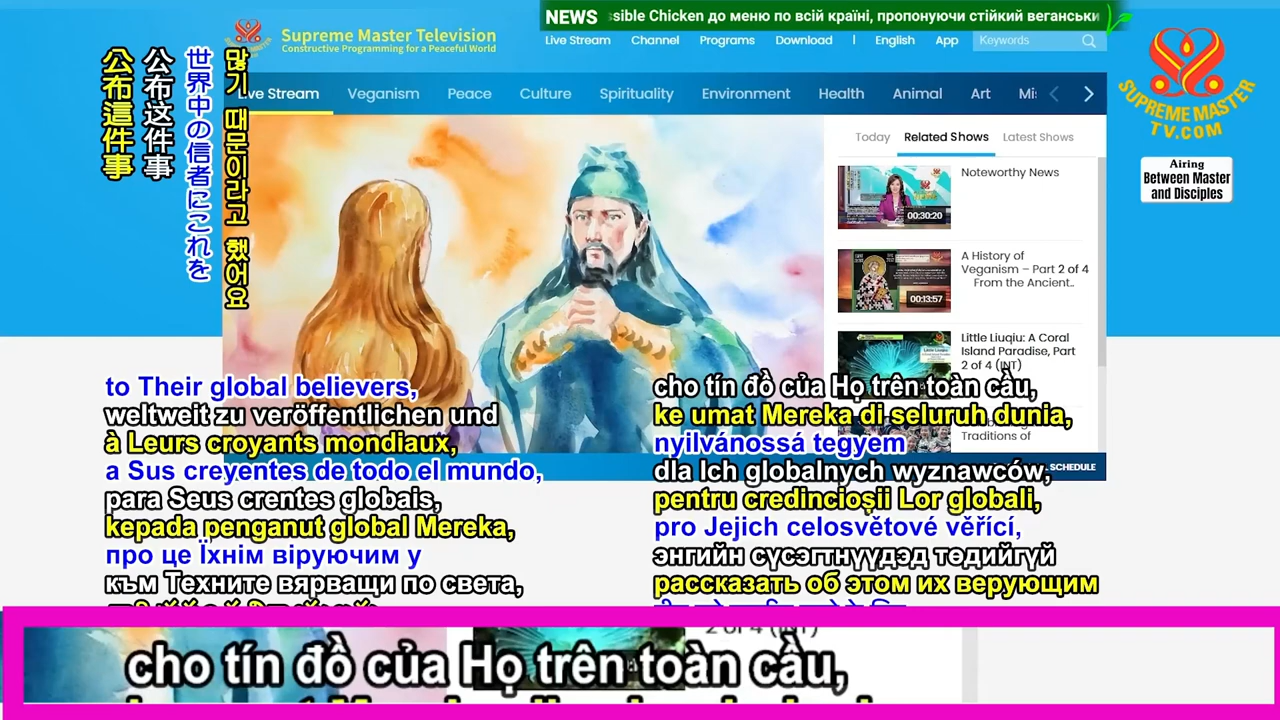 NEWS
ssible Chicken до меню по всій країні, пропонуючи стійкий веганськи
Supreme Master Television
Constructive Programming for a Peaceful World
Live Stream Channel Programs Download | English App Keywords
Live Stream Veganism Peace Culture Spirituality Environment Health Animal Art
SUPREME MASTER
TV.COM
Airing
Between Master
and Disciples
Today Related Shows Latest Shows
Noteworthy News
00:30:20
A History of
Veganism – Part 2 of 4
From the Ancient..
00:13:57
Little Liuqiu: A Coral
Island Paradise, Part
2 of 4 (INT)
Traditions of
SCHEDULE
많기 때문이라고 했어요
世界中の信者にこれを
公布这件事
公布這件事
to Their global believers,
weltweit zu veröffentlichen und
à Leurs croyants mondiaux,
a Sus creyentes de todo el mundo,
para Seus crentes globais,
kepada penganut global Mereka,
про це Їхнім віруючим у
към Техните вярващи по света,
cho tín đồ của Họ trên toàn cầu,
ke umat Mereka di seluruh dunia,
nyilvánossá tegyem
dla Ich globalnych wyznawców,
pentru credincioșii Lor globali,
pro Jejich celosvětové věřící,
энгийн сүсэгтнүүдэд төдийгүй
рассказать об этом их верующим
2 of 4 (INT)
cho tín đồ của Họ trên toàn cầu,